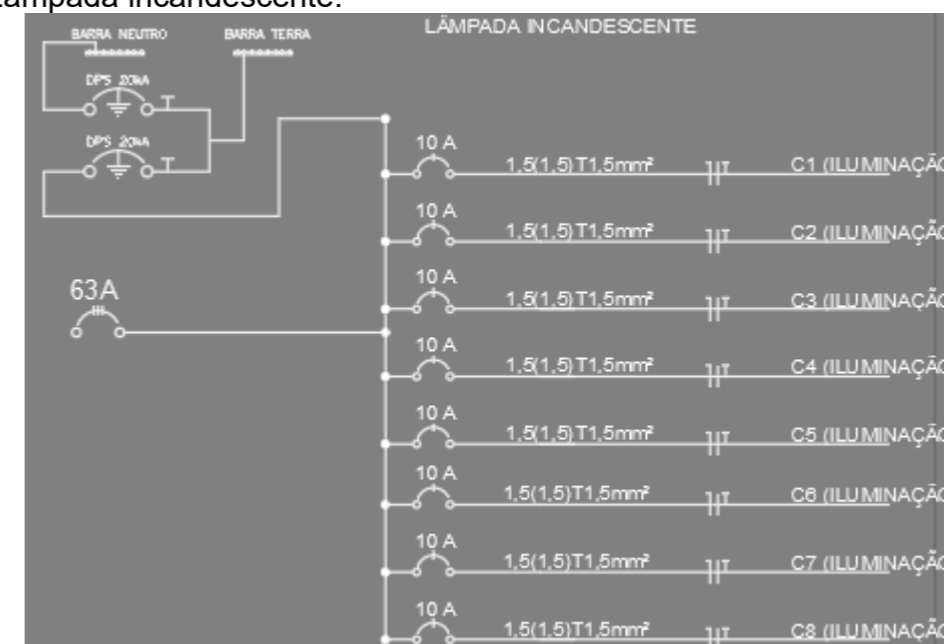 Lâmpada incandescente:
LÂMPADA INCANDESCENTE
BARRA NEUTRO BARRA TERRA
DPS 20kA
DPS 20kA
63A
10 A
1,5(1,5)T1,5mm² C1 (ILUMINAÇÃO
10 A
1,5(1,5)T1,5mm² C2 (ILUMINAÇÃO
10 A
1,5(1,5)T1,5mm² C3 (ILUMINAÇÃO
10 A
1,5(1,5)T1,5mm² C4 (ILUMINAÇÃO
10 A
1,5(1,5)T1,5mm² C5 (ILUMINAÇÃO
10 A
1,5(1,5)T1,5mm² C6 (ILUMINAÇÃO
10 A
1,5(1,5)T1,5mm² C7 (ILUMINAÇÃO
10 A
1,5(1,5)T1,5mm² C8 (ILUMINAÇÃO